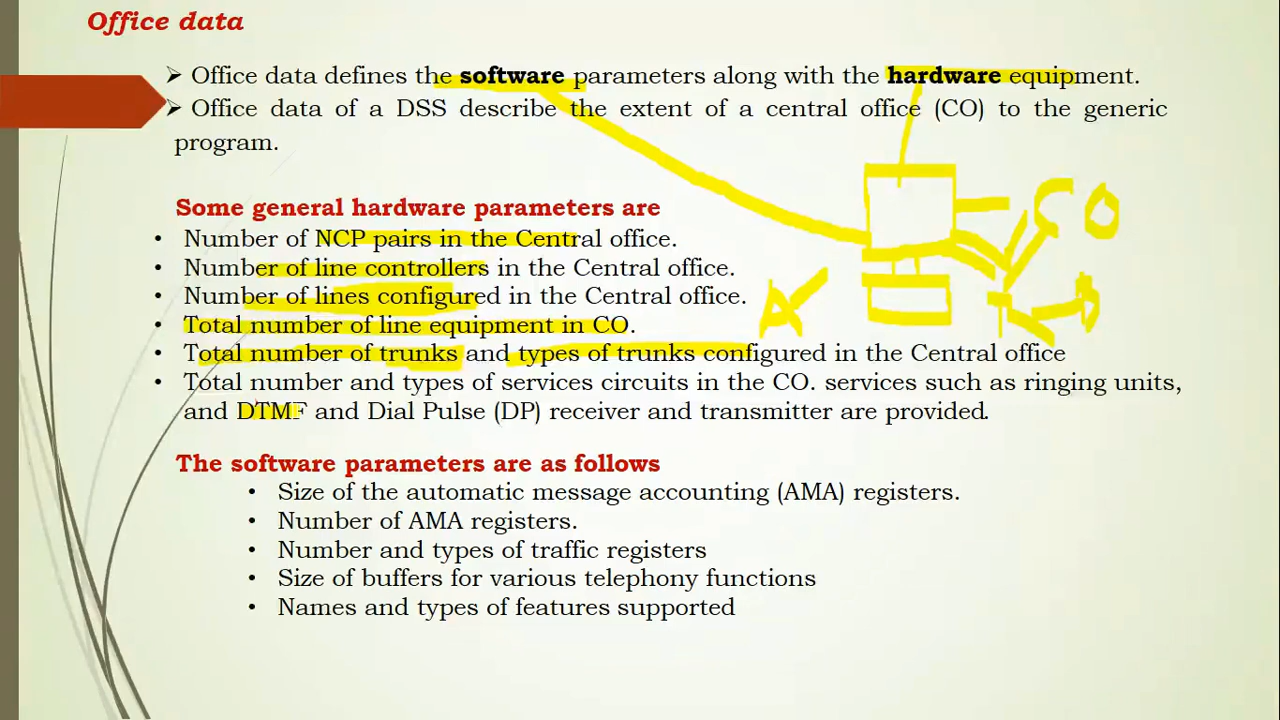 Office data
➢ Office data defines the software parameters along with the hardware equipment.
➢ Office data of a DSS describe the extent of a central office (CO) to the generic
program.
Some general hardware parameters are
• Number of NCP pairs in the Central office.
• Number of line controllers in the Central office.
• Number of lines configured in the Central office.
• Total number of line equipment in CO.
• Total number of trunks and types of trunks configured in the Central office
• Total number and types of services circuits in the CO. services such as ringing units,
and DTMF and Dial Pulse (DP) receiver and transmitter are provided.
The software parameters are as follows
• Size of the automatic message accounting (AMA) registers.
• Number of AMA registers.
• Number and types of traffic registers
• Size of buffers for various telephony functions
• Names and types of features supported
CO